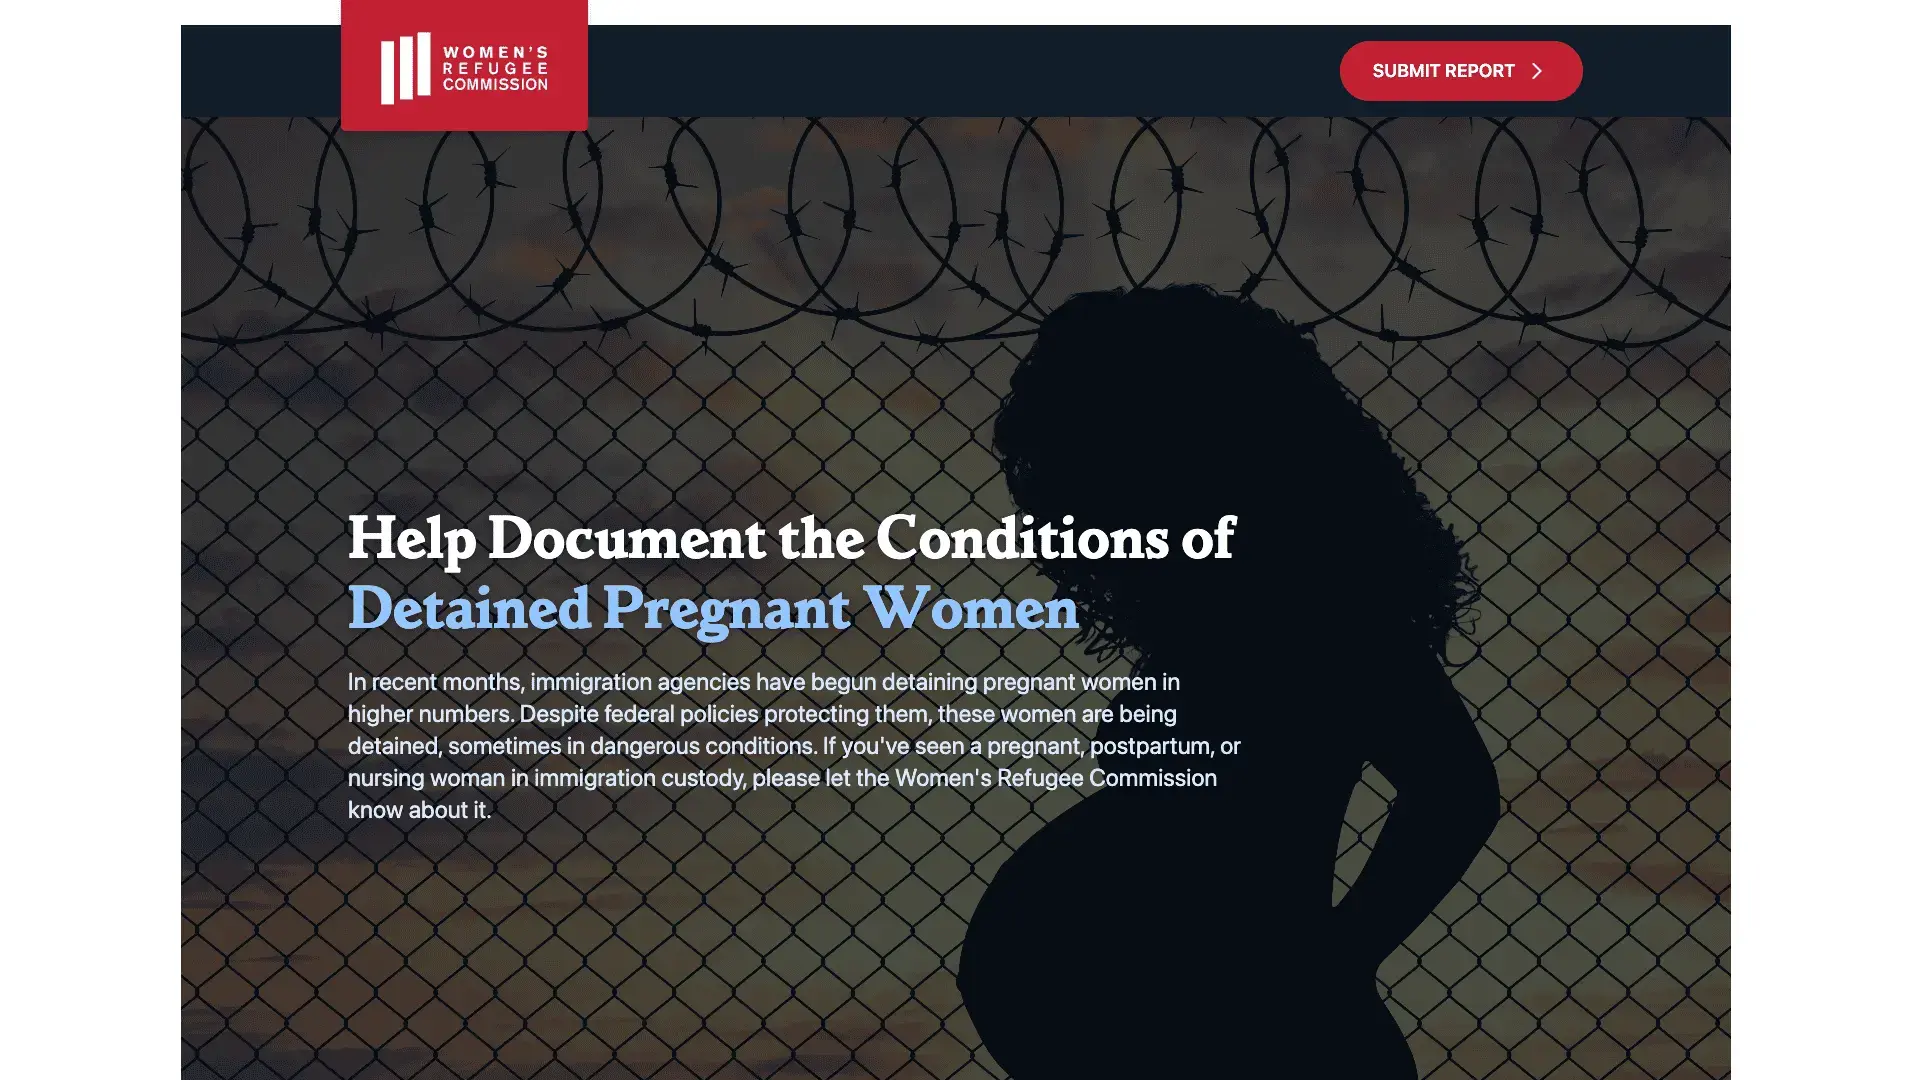 WOMEN'S
REFUGEE
COMMISSION
SUBMIT REPORT
Help Document the Conditions of
Detained Pregnant Women
In recent months, immigration agencies have begun detaining pregnant women in
higher numbers. Despite federal policies protecting them, these women are being
detained, sometimes in dangerous conditions. If you've seen a pregnant, postpartum, or
nursing woman in immigration custody, please let the Women's Refugee Commission
know about it.